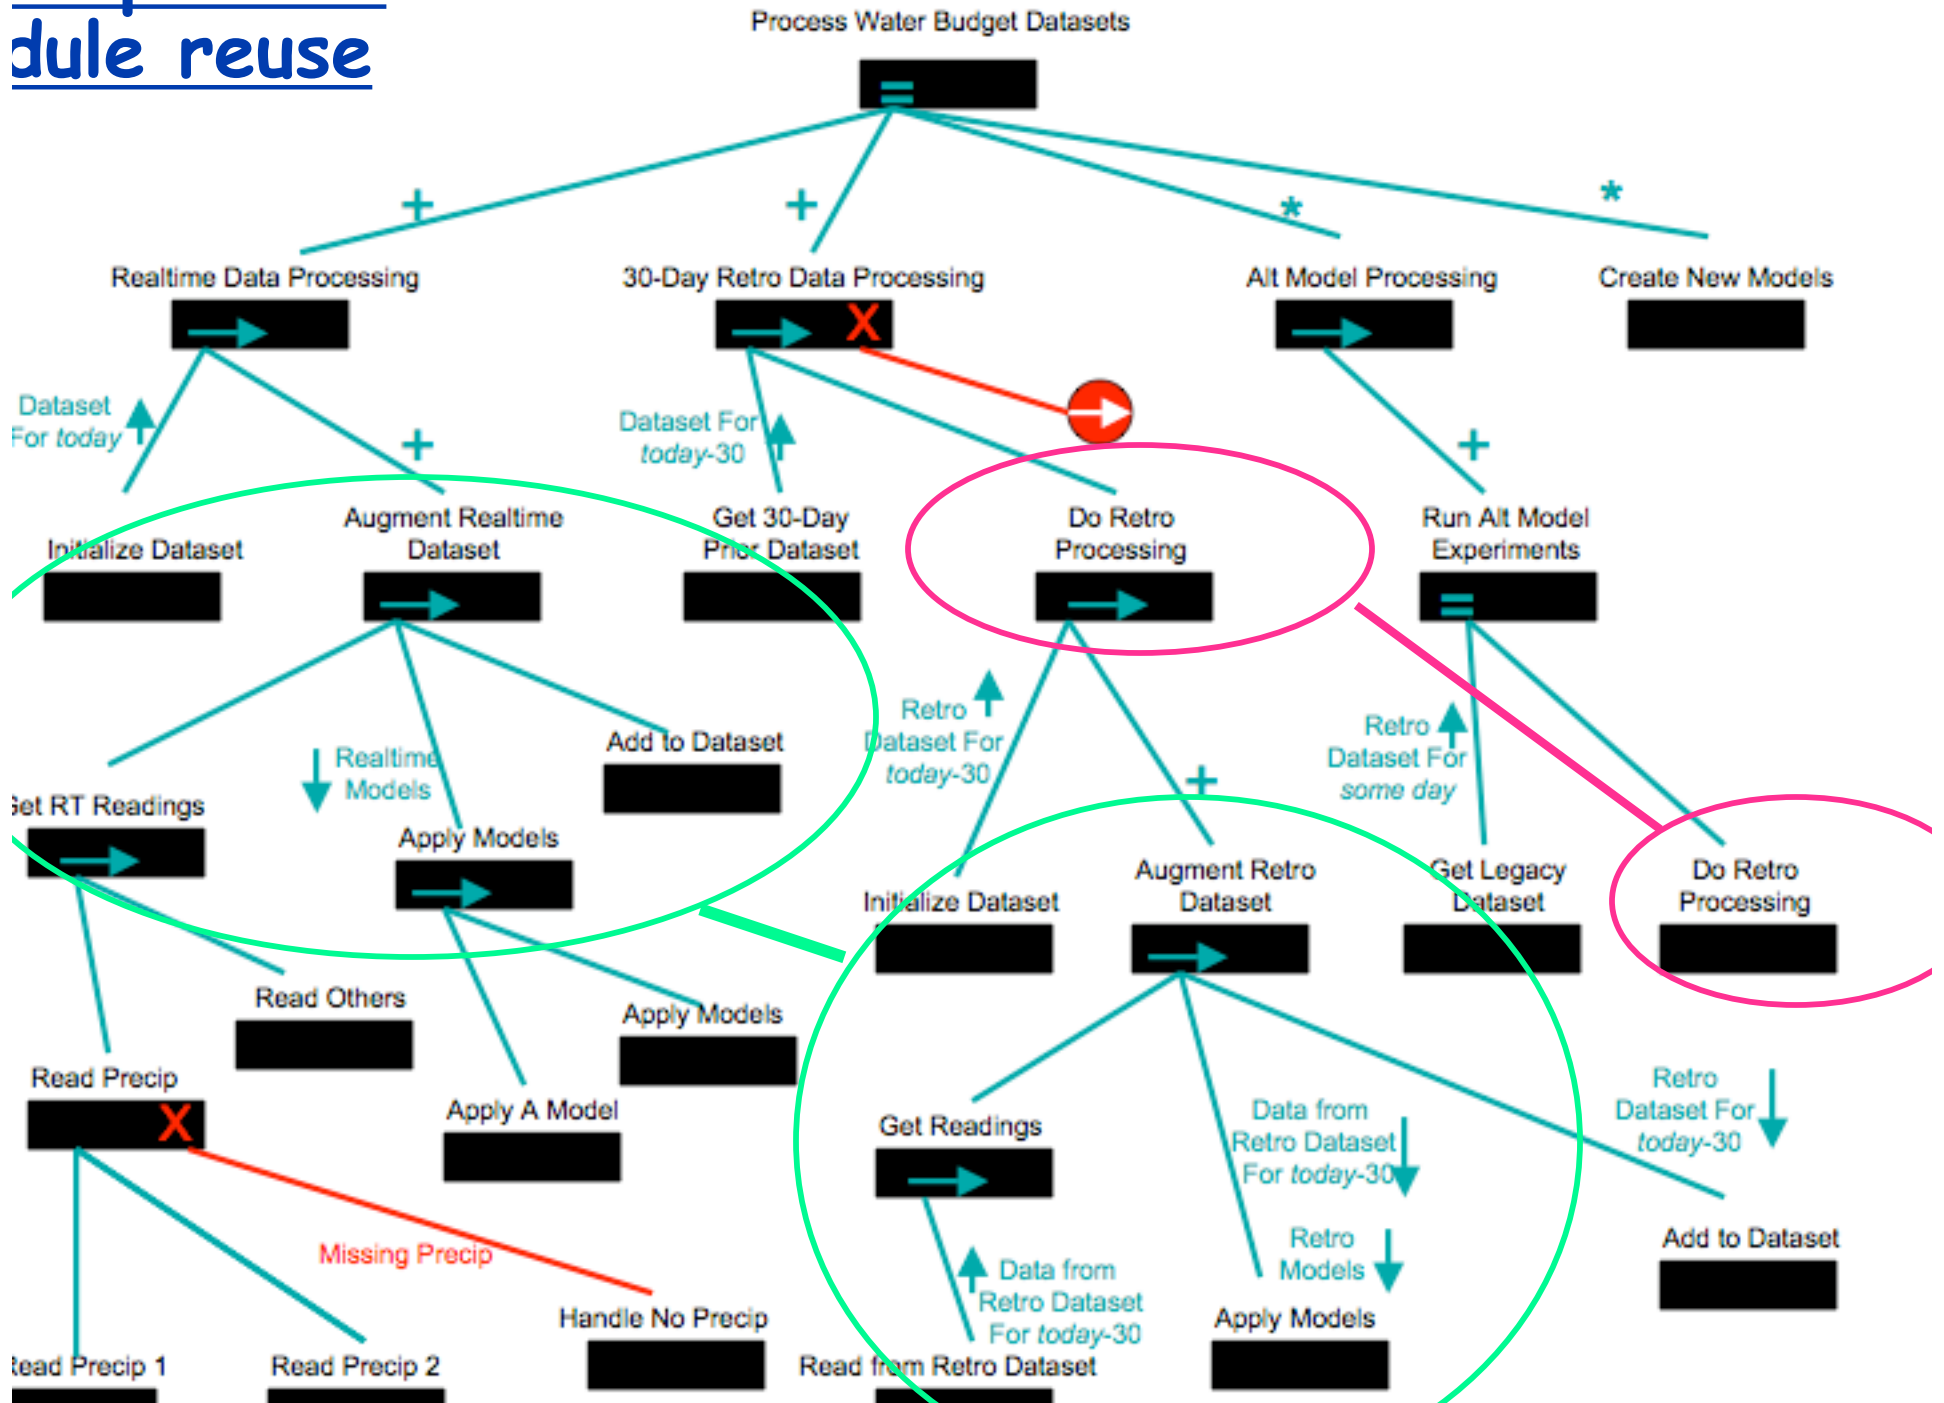 dule reuse
Process Water Budget Datasets
=
+
+
*
*
Realtime Data Processing
30-Day Retro Data Processing
Alt Model Processing
Create New Models
X
Dataset
For today
+
Dataset For
today-30
+
Initialize Dataset
Augment Realtime
Dataset
Get 30-Day
Prior Dataset
Do Retro
Processing
Run Alt Model
Experiments
=
Realtime
Models
Add to Dataset
Retro
Dataset For
today-30
+
Retro
Dataset For
some day
Get RT Readings
Apply Models
Initialize Dataset
Augment Retro
Dataset
Get Legacy
Dataset
Do Retro
Processing
Read Others
Apply Models
Read Precip
X
Apply A Model
Get Readings
Data from
Retro Dataset
For today-30
Retro
Dataset For
today-30
Missing Precip
Retro
Models
Add to Dataset
Data from
Retro Dataset
For today-30
Handle No Precip
Apply Models
Read Precip 1
Read Precip 2
Read from Retro Dataset